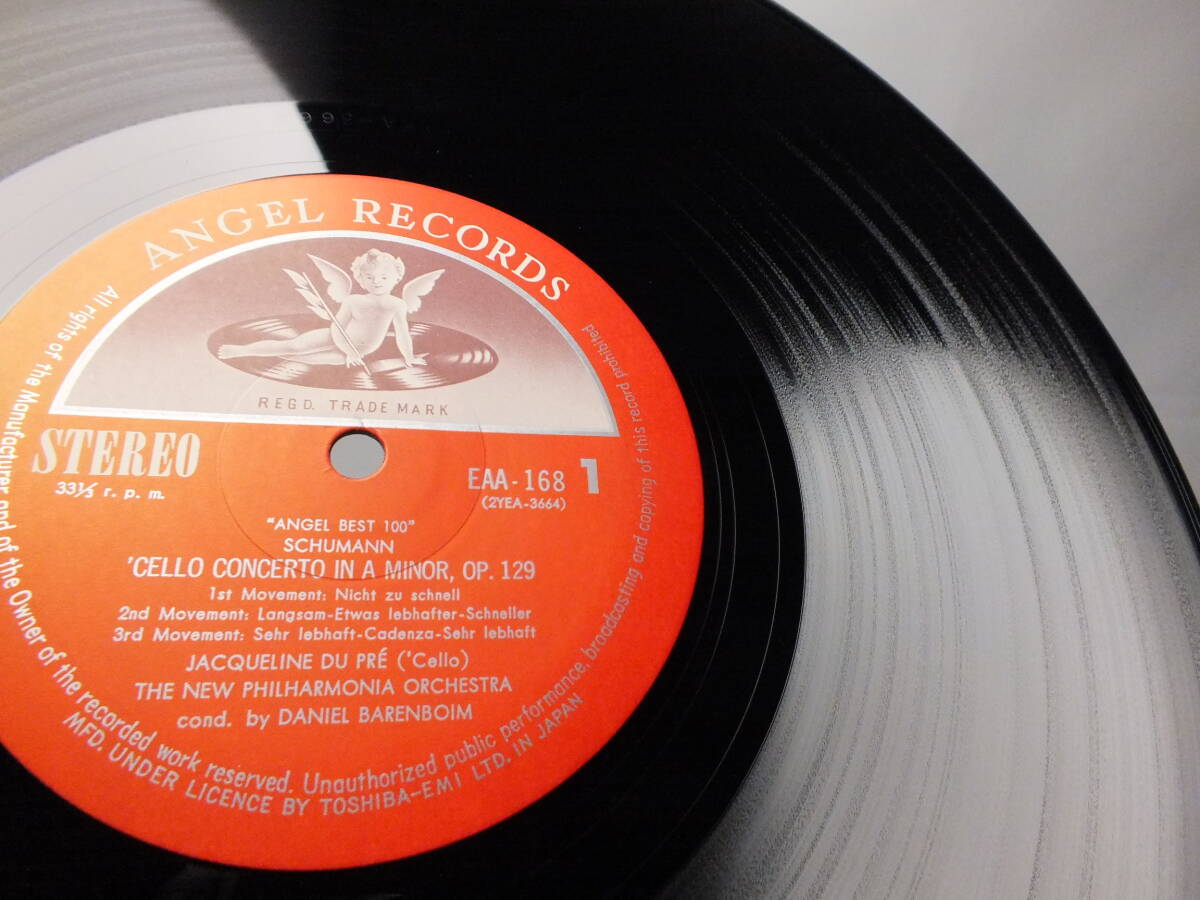 ANGEL RECORDS
REGD. TRADE MARK
STEREO
33⅓ r. p. m.
EAA-168 1
(2YEA-3664)
"ANGEL BEST 100"
SCHUMANN
'CELLO CONCERTO IN A MINOR, OP. 129
1st Movement: Nicht zu schnell
2nd Movement: Langsam-Etwas lebhafter-Schneller
3rd Movement: Sehr lebhaft-Cadenza-Sehr lebhaft
JACQUELINE DU PRÉ ('Cello)
THE NEW PHILHARMONIA ORCHESTRA
cond. by DANIEL BARENBOIM
All rights of the Manufacturer and of the Owner of the recorded work reserved. Unauthorized public performance, broadcasting and copying of this record prohibited
MFD. UNDER LICENCE BY TOSHIBA-EMI LTD. IN JAPAN